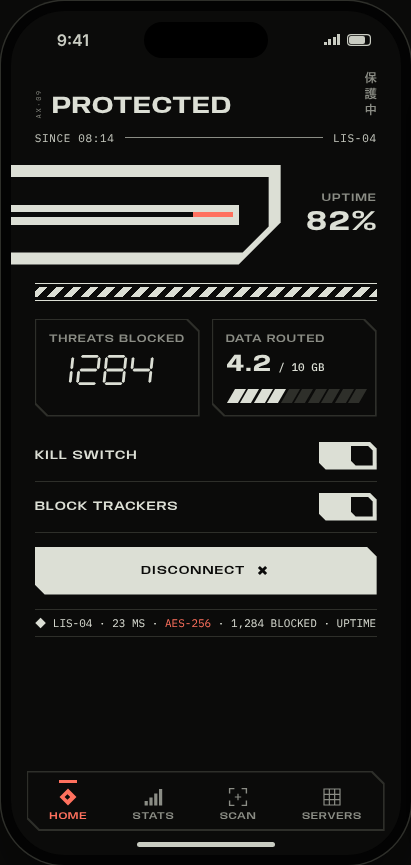 9:41
AX-09
PROTECTED
保護中
SINCE 08:14
LIS-04
UPTIME
82%
THREATS BLOCKED
1284
DATA ROUTED
4.2 / 10 GB
KILL SWITCH
BLOCK TRACKERS
DISCONNECT ✖
◆ LIS-04 · 23 MS · AES-256 · 1,284 BLOCKED · UPTIME
HOME
STATS
SCAN
SERVERS